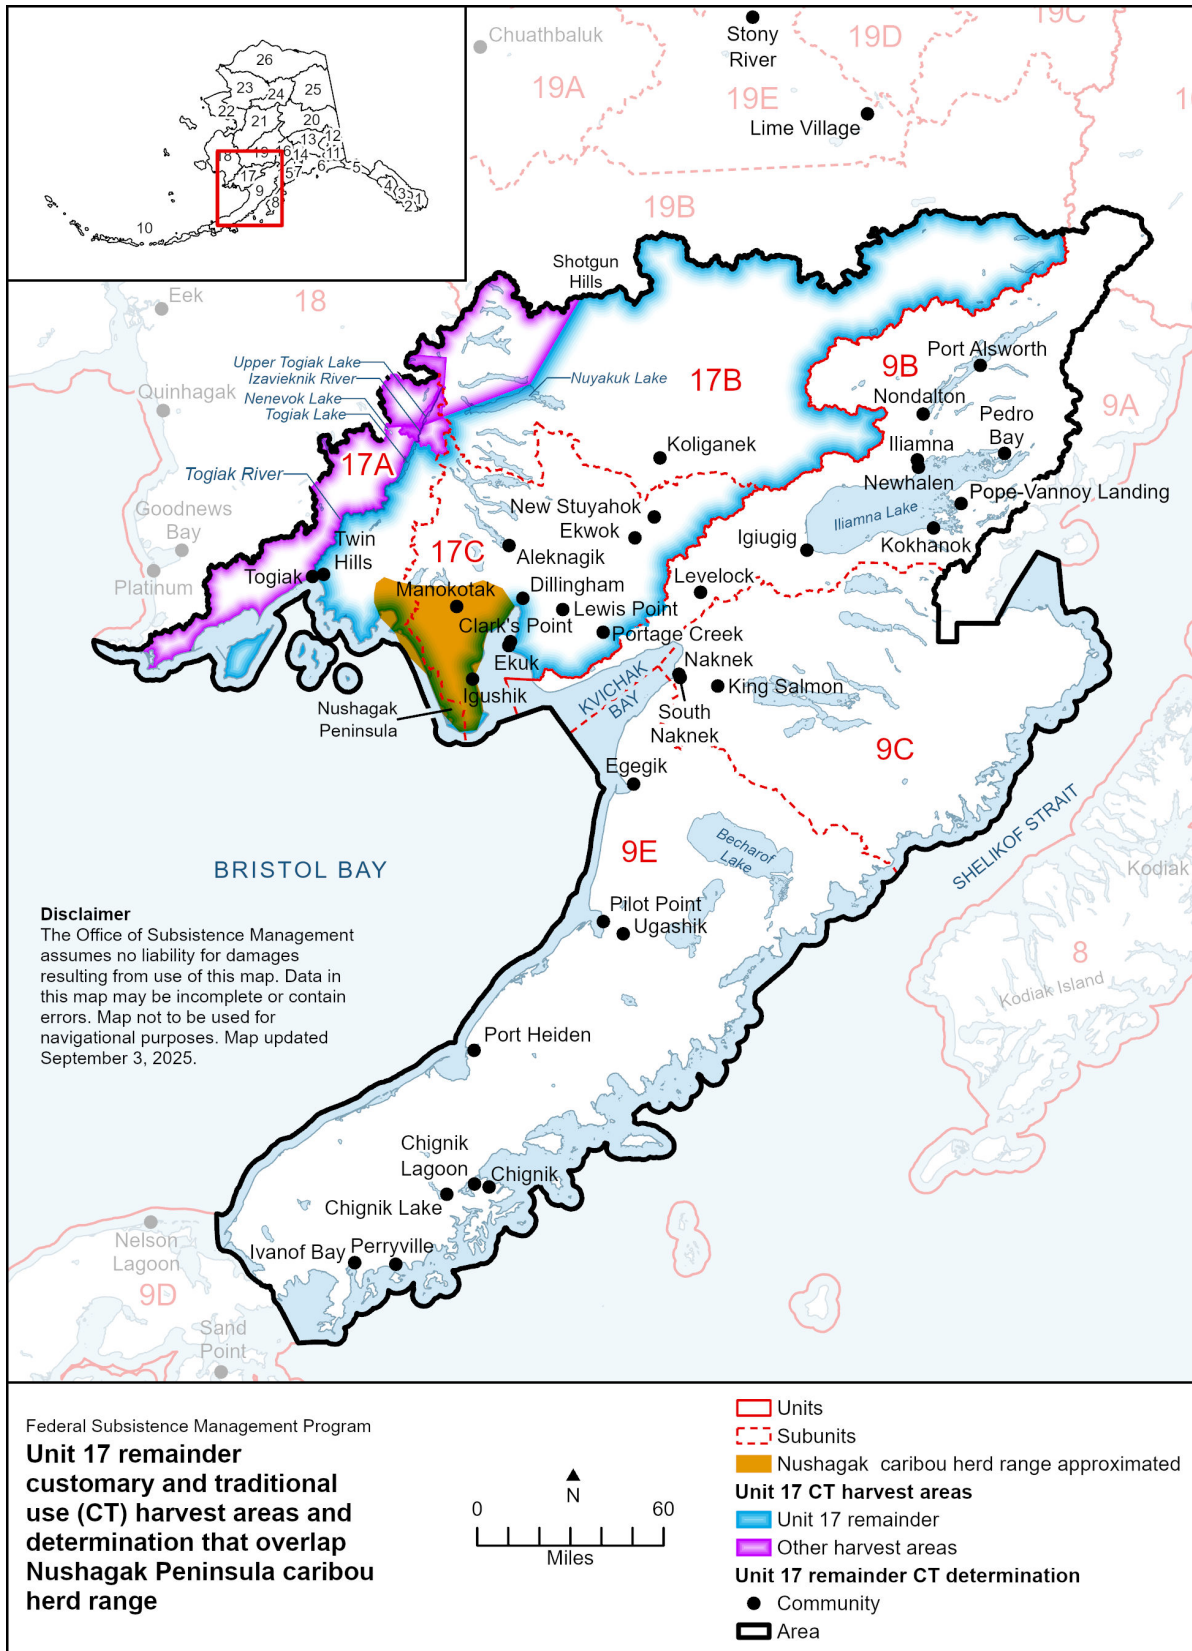 26
23
24
25
22
21
20
13
12
18
19
16
14
11
17
5
7
6
5
9
8
4
3
1
2
10
Chuathbaluk
Stony
River
19C
19D
19A
19E
Lime Village
19B
Shotgun
Hills
Eek
18
Upper Togiak Lake
Izavieknik River
Nenevok Lake
Togiak Lake
Nuyakuk Lake
17B
9B
Port Alsworth
Nondalton
Pedro
Bay
9A
Quinhagak
Koliganek
Iliamna
Newhalen
17A
Togiak River
New Stuyahok
Ekwok
Pope-Vannoy Landing
Iliamna Lake
Goodnews
Bay
Twin
Hills
17C
Aleknagik
Igiugig
Kokhanok
Platinum
Togiak
Manokotak
Dillingham
Levelock
Lewis Point
Clark's Point
Portage Creek
Ekuk
Naknek
Igushik
KVICHAK
BAY
King Salmon
Nushagak
Peninsula
South
Naknek
9C
Egegik
9E
Becharof
Lake
SHELIKOF STRAIT
BRISTOL BAY
Kodiak
Pilot Point
Ugashik
Disclaimer
The Office of Subsistence Management
assumes no liability for damages
resulting from use of this map. Data in
this map may be incomplete or contain
errors. Map not to be used for
navigational purposes. Map updated
September 3, 2025.
8
Kodiak Island
Port Heiden
Chignik
Lagoon
Chignik
Chignik Lake
Nelson
Lagoon
Ivanof Bay
Perryville
9D
Sand
Point
Federal Subsistence Management Program
Unit 17 remainder
customary and traditional
use (CT) harvest areas and
determination that overlap
Nushagak Peninsula caribou
herd range
N
0
60
Miles
Units
Subunits
Nushagak caribou herd range approximated
Unit 17 CT harvest areas
Unit 17 remainder
Other harvest areas
Unit 17 remainder CT determination
Community
Area